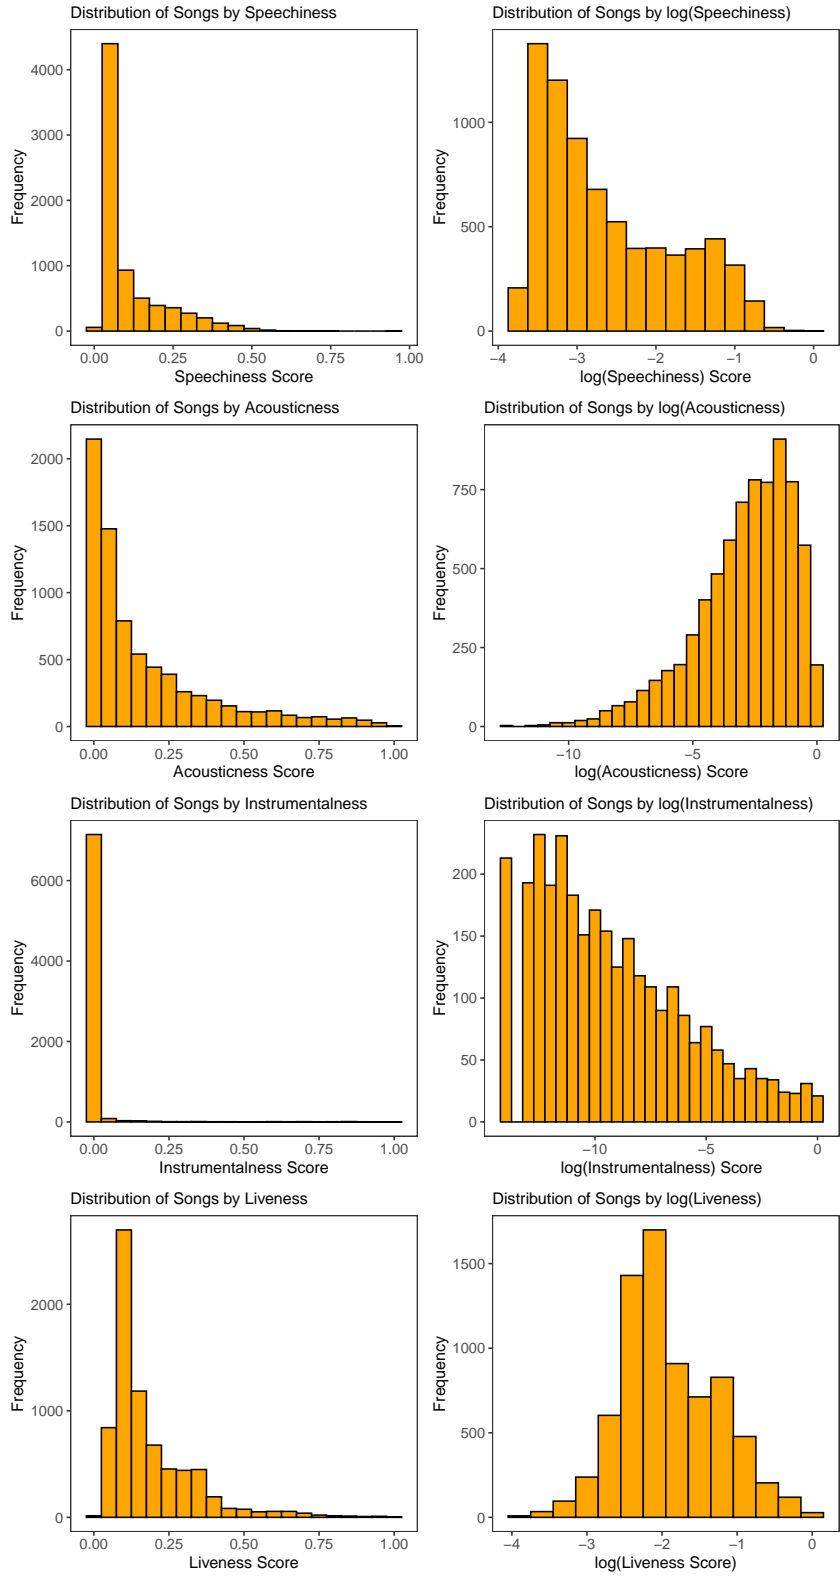 Distribution of Songs by Speechiness
Frequency
4000
3000
2000
1000
0
0.00 0.25 0.50 0.75 1.00
Speechiness Score
Distribution of Songs by log(Speechiness)
Frequency
1000
500
0
−4 −3 −2 −1 0
log(Speechiness) Score
Distribution of Songs by Acousticness
Frequency
2000
1500
1000
500
0
0.00 0.25 0.50 0.75 1.00
Acousticness Score
Distribution of Songs by log(Acousticness)
Frequency
750
500
250
0
−10 −5 0
log(Acousticness) Score
Distribution of Songs by Instrumentalness
Frequency
6000
4000
2000
0
0.00 0.25 0.50 0.75 1.00
Instrumentalness Score
Distribution of Songs by log(Instrumentalness)
Frequency
200
150
100
50
0
−10 −5 0
log(Instrumentalness) Score
Distribution of Songs by Liveness
Frequency
2000
1000
0
0.00 0.25 0.50 0.75 1.00
Liveness Score
Distribution of Songs by log(Liveness)
Frequency
1500
1000
500
0
−4 −3 −2 −1 0
log(Liveness Score)